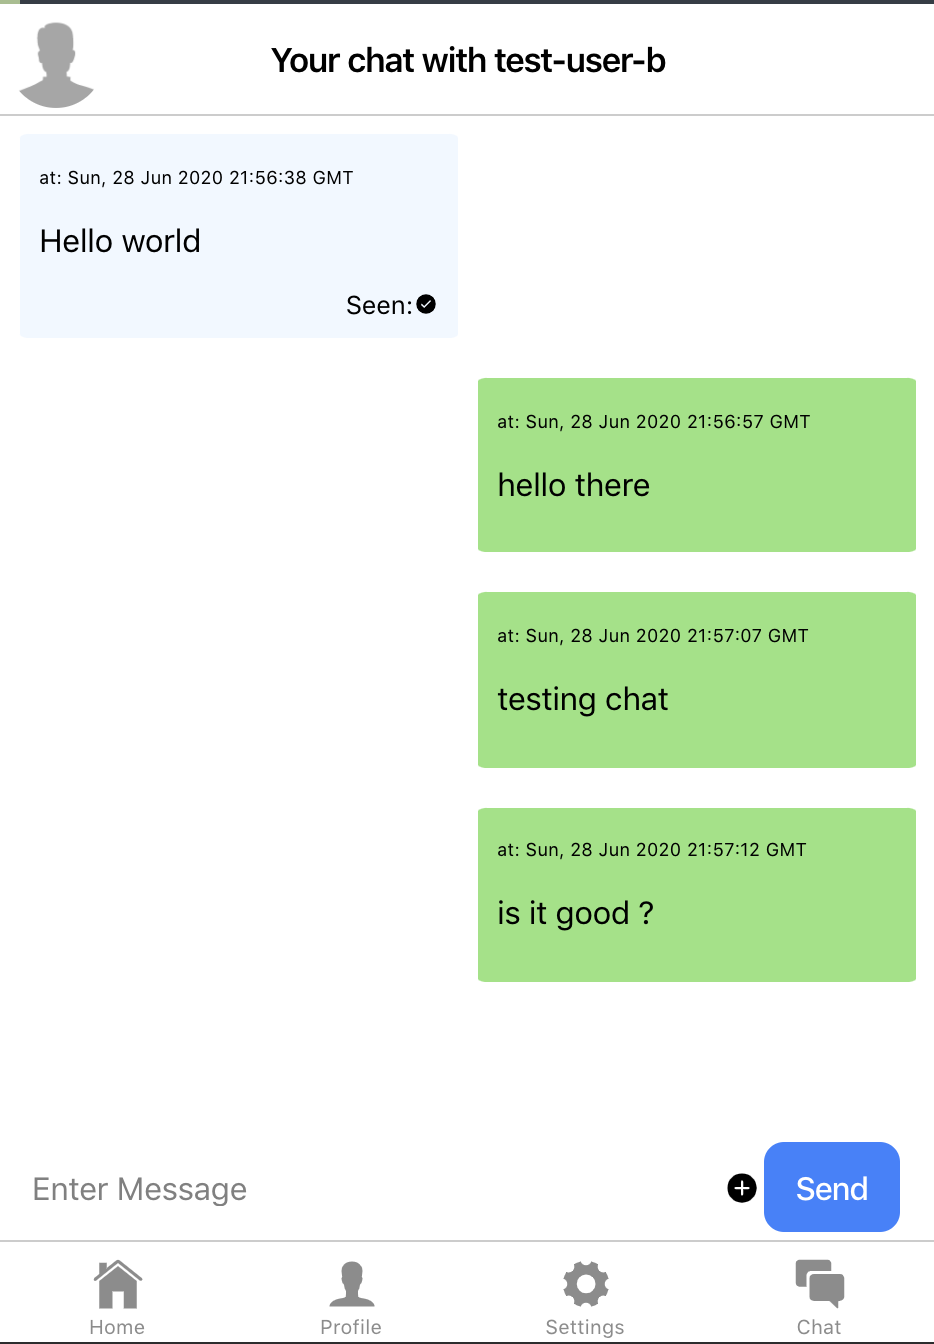 Your chat with test-user-b
at: Sun, 28 Jun 2020 21:56:38 GMT
Hello world
Seen:
at: Sun, 28 Jun 2020 21:56:57 GMT
hello there
at: Sun, 28 Jun 2020 21:57:07 GMT
testing chat
at: Sun, 28 Jun 2020 21:57:12 GMT
is it good ?
Enter Message
Send
Home
Profile
Settings
Chat